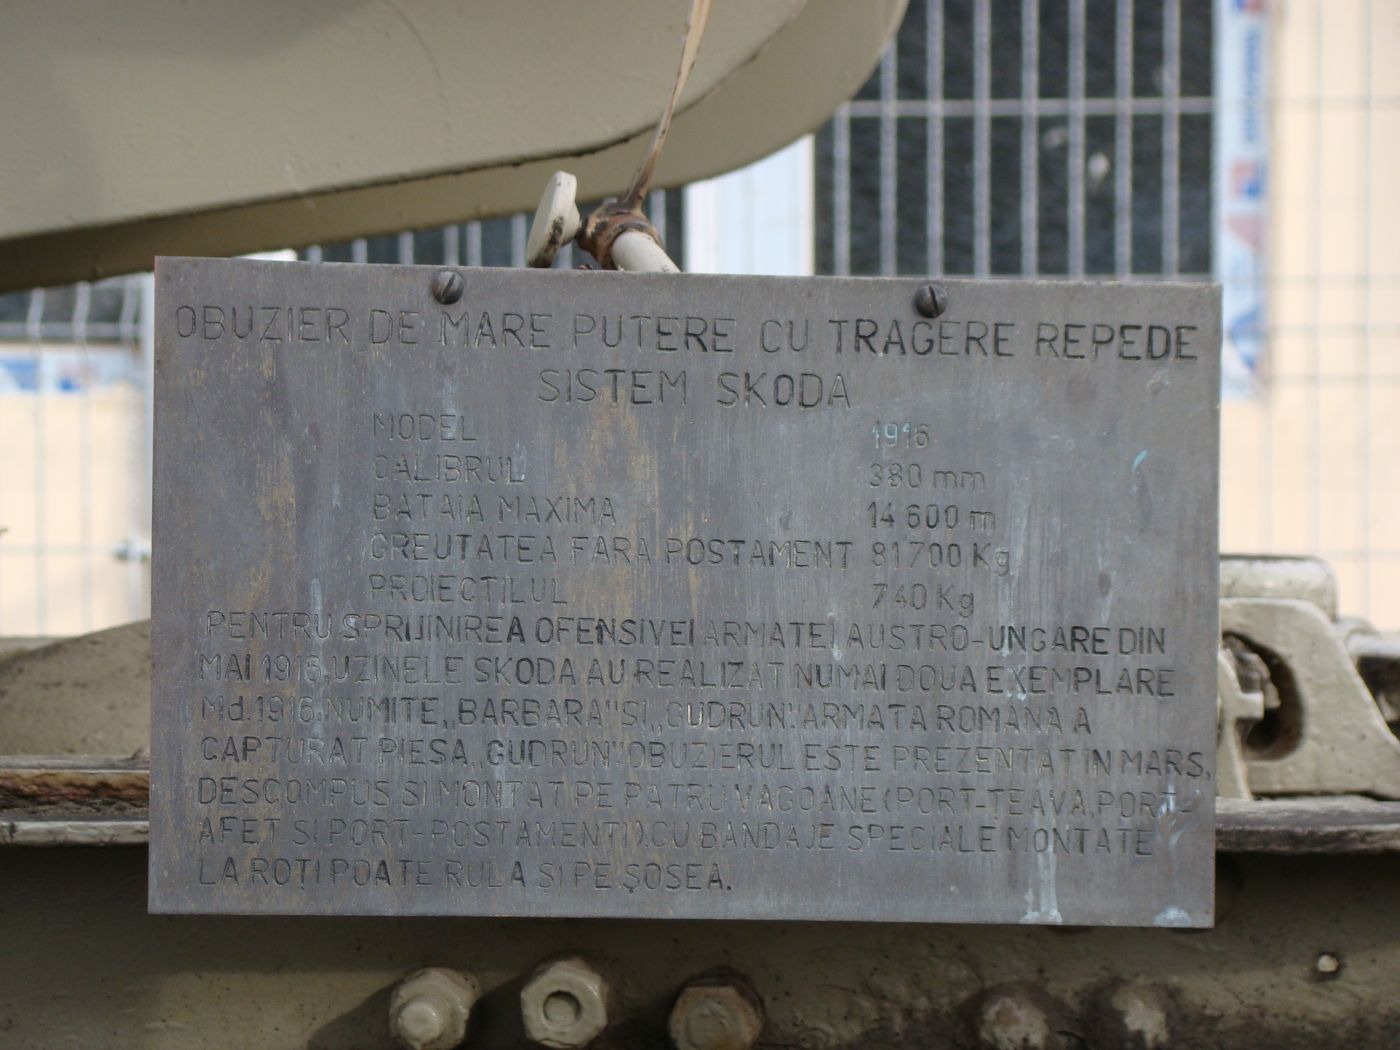 OBUZIER DE MARE PUTERE CU TRAGERE REPEDE
SISTEM SKODA
MODEL 1916
CALIBRUL 380 mm
BATAIA MAXIMA 14 600 m
GREUTATEA FARA POSTAMENT 81700 Kg
PROIECTILUL 740 Kg
PENTRU SPRIJINIREA OFENSIVEI ARMATEI AUSTRO-UNGARE DIN
MAI 1916, UZINELE SKODA AU REALIZAT NUMAI DOUA EXEMPLARE
Md.1916, NUMITE „BARBARA" SI „GUDRUN". ARMATA ROMANA A
CAPTURAT PIESA „GUDRUN". OBUZIERUL ESTE PREZENTAT IN MARS,
DESCOMPUS SI MONTAT PE PATRU VAGOANE (PORT-TEAVA, PORT-
AFET SI PORT-POSTAMENTI). CU BANDAJE SPECIALE MONTATE
LA ROTI POATE RULA SI PE ŞOSEA.